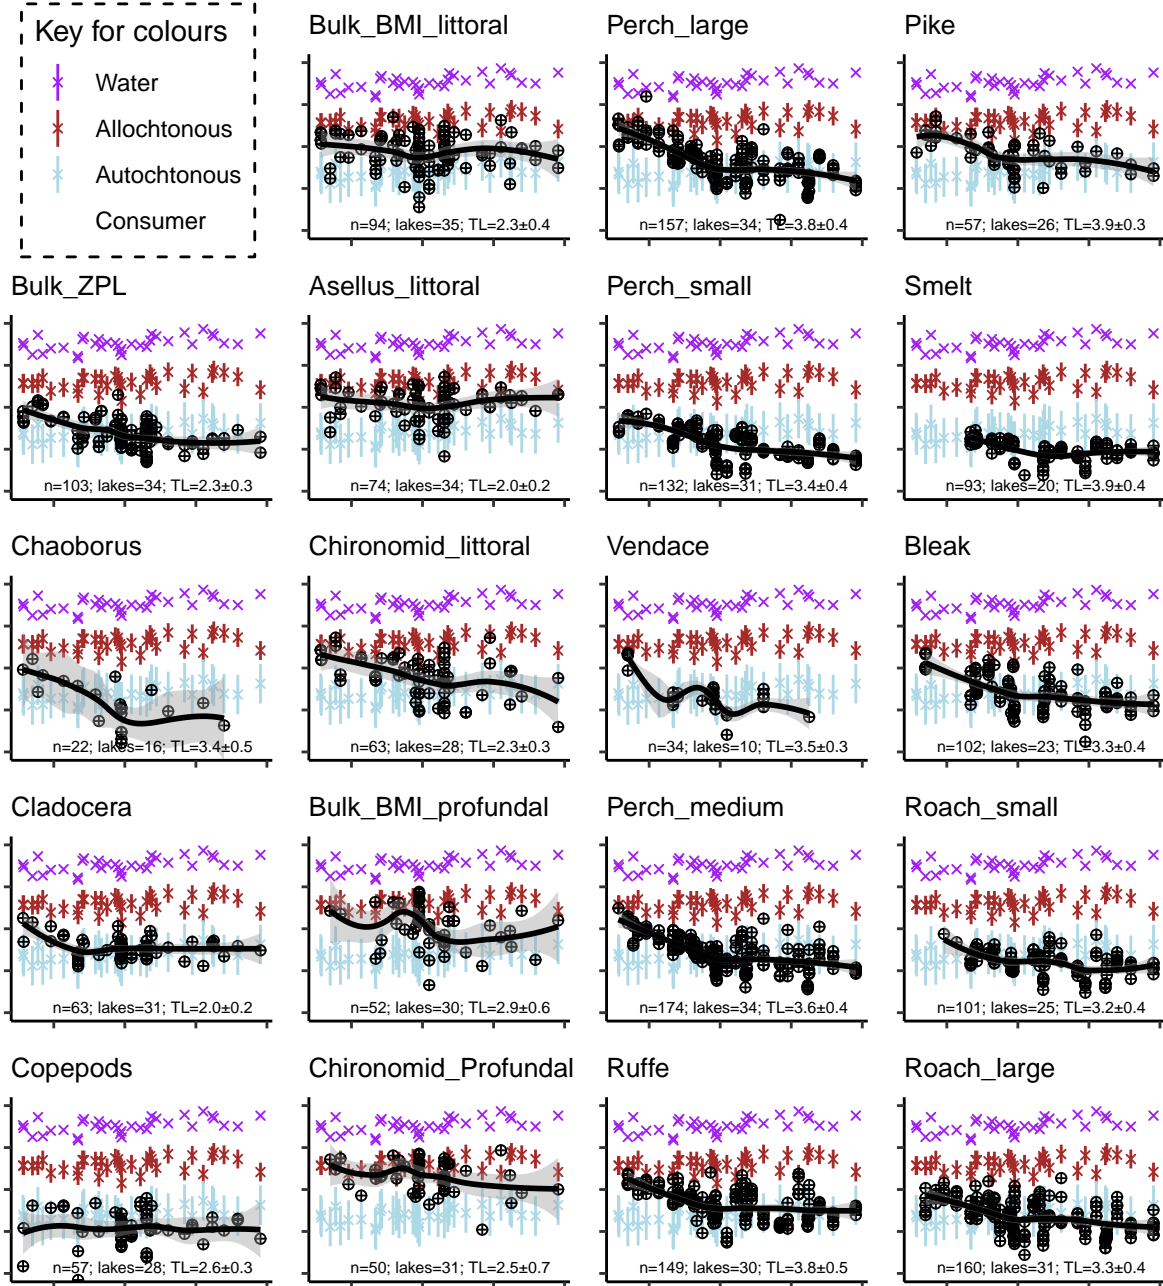 Key for colours
Water
Allochtonous
Autochtonous
Consumer
Bulk_BMI_littoral
n=94; lakes=35; TL=2.3±0.4
Perch_large
n=157; lakes=34; TL=3.8±0.4
Pike
n=57; lakes=26; TL=3.9±0.3
Bulk_ZPL
n=103; lakes=34; TL=2.3±0.3
Asellus_littoral
n=74; lakes=34; TL=2.0±0.2
Perch_small
n=132; lakes=31; TL=3.4±0.4
Smelt
n=93; lakes=20; TL=3.9±0.4
Chaoborus
n=22; lakes=16; TL=3.4±0.5
Chironomid_littoral
n=63; lakes=28; TL=2.3±0.3
Vendace
n=34; lakes=10; TL=3.5±0.3
Bleak
n=102; lakes=23; TL=3.3±0.4
Cladocera
n=63; lakes=31; TL=2.0±0.2
Bulk_BMI_profundal
n=52; lakes=30; TL=2.9±0.6
Perch_medium
n=174; lakes=34; TL=3.6±0.4
Roach_small
n=101; lakes=25; TL=3.2±0.4
Copepods
n=57; lakes=28; TL=2.6±0.3
Chironomid_Profundal
n=50; lakes=31; TL=2.5±0.7
Ruffe
n=149; lakes=30; TL=3.8±0.5
Roach_large
n=160; lakes=31; TL=3.3±0.4